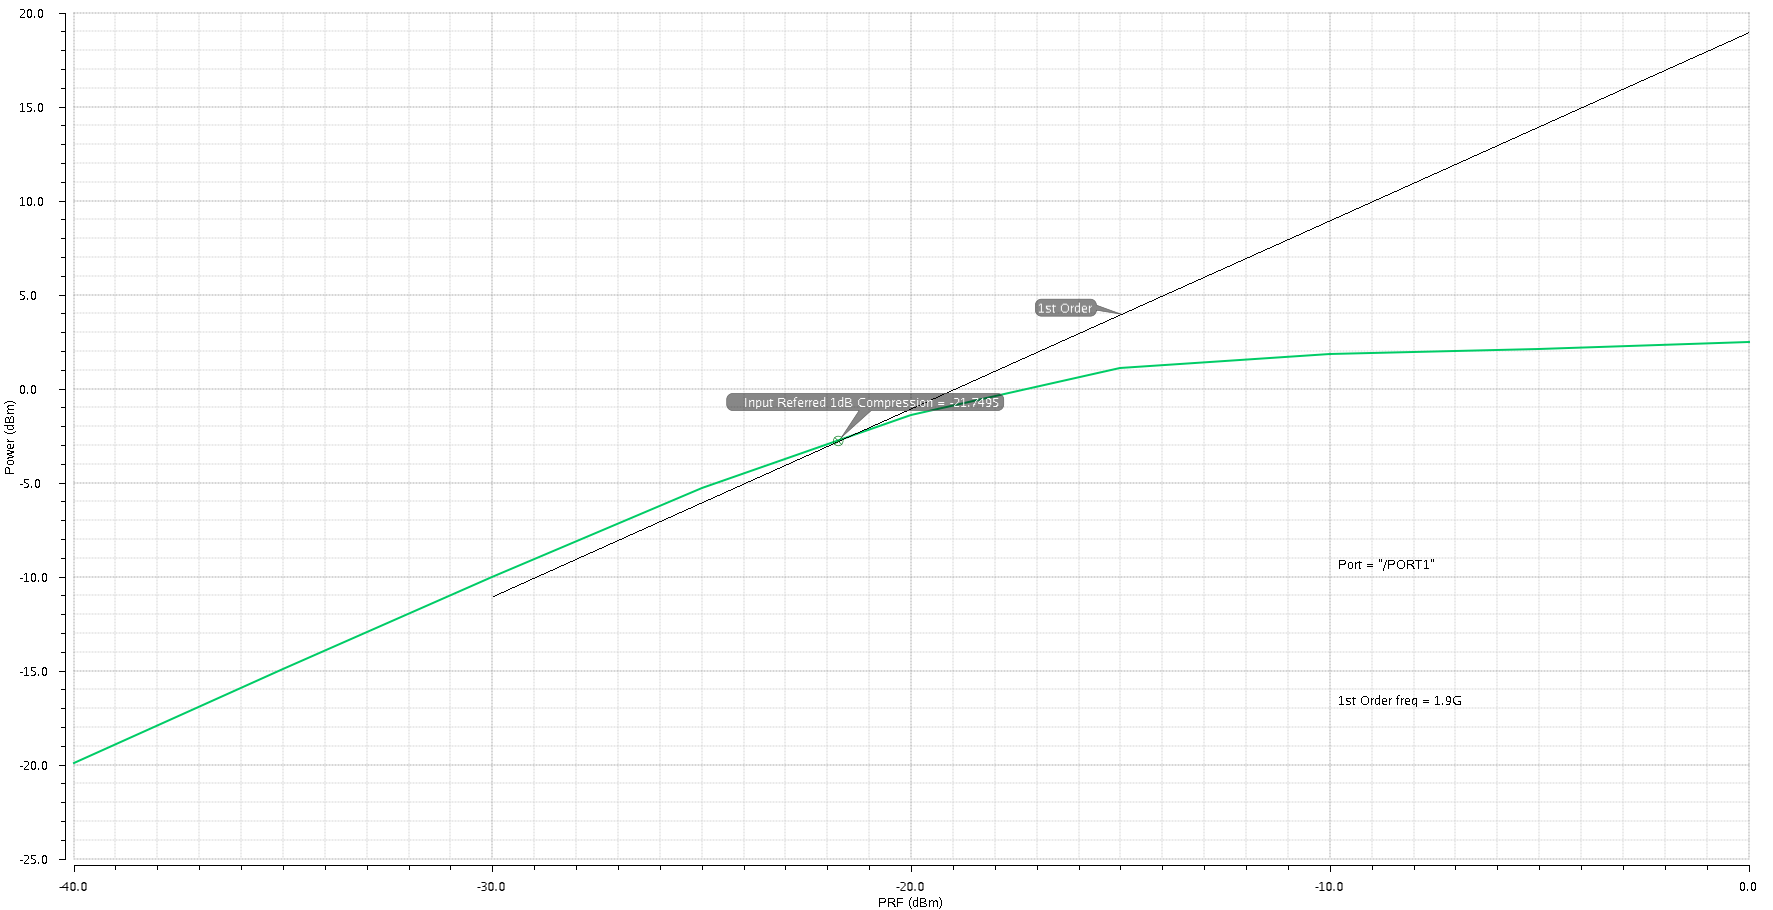 20.0
15.0
10.0
5.0
0.0
-5.0
-10.0
-15.0
-20.0
-25.0
Power (dBm)
1st Order
Input Referred 1dB Compression = -21.7495
Port = "/PORT1"
1st Order freq = 1.9G
-40.0 -30.0 -20.0 -10.0 0.0
PRF (dBm)